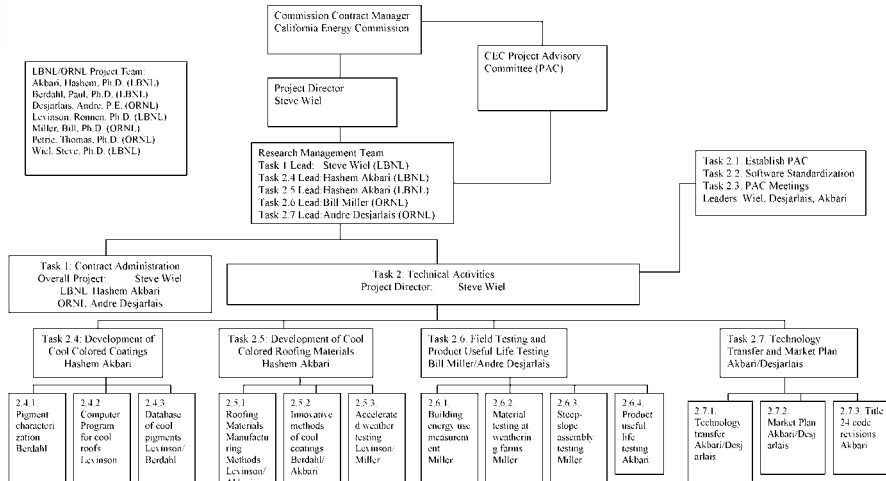 Commission Contract Manager
California Energy Commission
CEC Project Advisory
Committee (PAC)
LBNL/ORNL Project Team:
Akbari, Hashem, Ph.D. (LBNL)
Berdahl, Paul, Ph.D. (LBNL)
Desjarlais, Andre, P.E. (ORNL)
Levinson, Ronnen, Ph.D. (LBNL)
Miller, Bill, Ph.D. (ORNL)
Petrie, Thomas, Ph.D. (ORNL)
Wiel, Steve, Ph.D. (LBNL)
Project Director
Steve Wiel
Research Management Team
Task 1 Lead: Steve Wiel (LBNL)
Task 2.4 Lead: Hashem Akbari (LBNL)
Task 2.5 Lead: Hashem Akbari (LBNL)
Task 2.6 Lead: Bill Miller (ORNL)
Task 2.7 Lead: Andre Desjarlais (ORNL)
Task 2.1. Establish PAC
Task 2.2. Software Standardization
Task 2.3. PAC Meetings
Leaders Wiel, Desjarlais, Akbari
Task 1: Contract Administration
Overall Project: Steve Wiel
LBNL Hashem Akbari
ORNL Andre Desjarlais
Task 2: Technical Activities
Project Director: Steve Wiel
Task 2.4: Development of
Cool Colored Coatings
Hashem Akbari
Task 2.5: Development of Cool
Colored Roofing Materials
Hashem Akbari
Task 2.6. Field Testing and
Product Useful Life Testing
Bill Miller/Andre Desjarlais
Task 2.7. Technology
Transfer and Market Plan
Akbari/Desjarlais
2.4.1.
Pigment
characteri
zation
Berdahl
2.4.2
Computer
Program
for cool
roofs
Levinson
2.4.3.
Database
of cool
pigments
Levinson/
Berdahl
2.5.1
Roofing
Materials
Manufactu
ring
Methods
Levinson/
2.5.2
Innovative
methods
of cool
coatings
Berdahl/
Akbari
2.5.3.
Accelerate
d weather
testing
Levinson/
Miller
2.6.1.
Building
energy use
measurem
ent
Miller
2.6.2.
Material
testing at
weatherin
g farms
Miller
2.6.3.
Steep-
slope
assembly
testing
Miller
2.6.4.
Product
useful
life
testing
Akbari
2.7.1.
Technology
transfer
Akbari/Desj
arlais
2.7.2.
Market Plan
Akbari/Desj
arlais
2.7.3. Title
24 code
revisions
Akbari